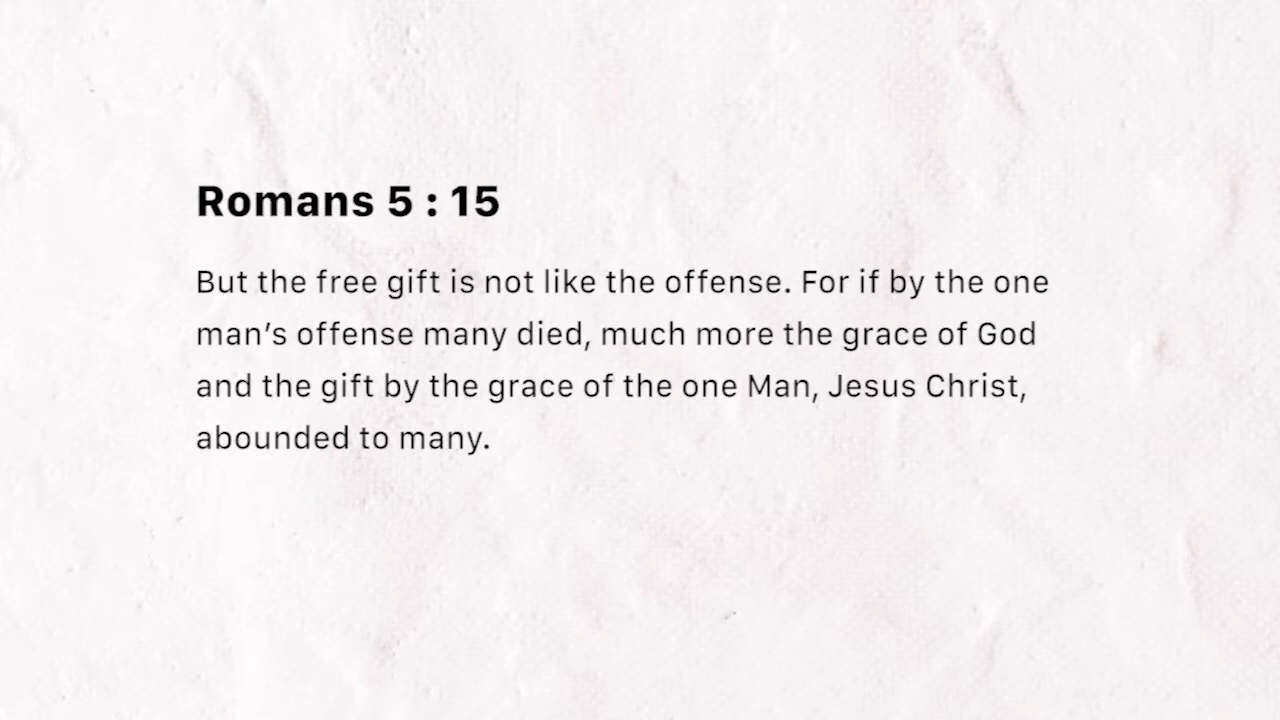 Romans 5 : 15
But the free gift is not like the offense. For if by the one
man’s offense many died, much more the grace of God
and the gift by the grace of the one Man, Jesus Christ,
abounded to many.